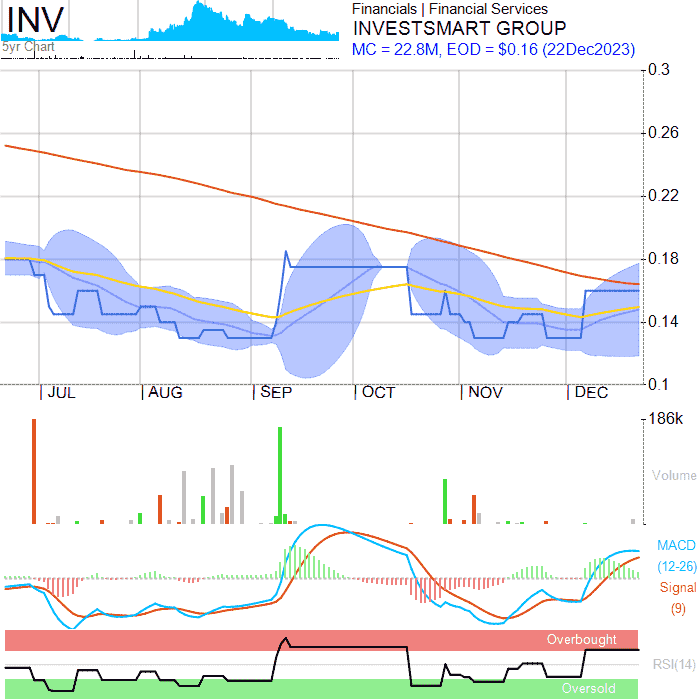 INV
5yr Chart
Financials | Financial Services
INVESTSMART GROUP
MC = 22.8M, EOD = $0.16 (22Dec2023)
0.3
0.26
0.22
0.18
0.14
0.1
JUL AUG SEP OCT NOV DEC
186k
Volume
MACD
(12-26)
Signal
(9)
Overbought
RSI(14)
Oversold